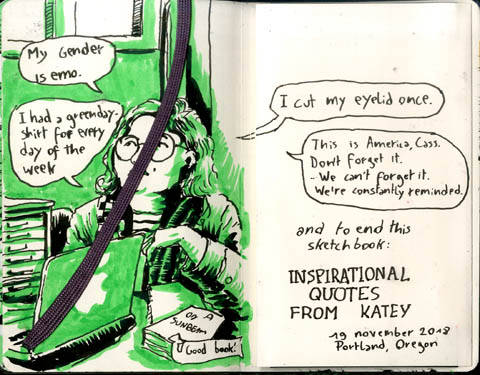 My Gender
is emo.
I had a greenday-
shirt for every
day of the
week
ON A
SUNBEAM
Good book!
I cut my eyelid once.
This is America, Cass.
Don't forget it.
- We can't forget it.
We're constantly reminded.
and to end this
sketchbook:
INSPIRATIONAL
QUOTES
FROM KATEY
19 november 2018
Portland, Oregon